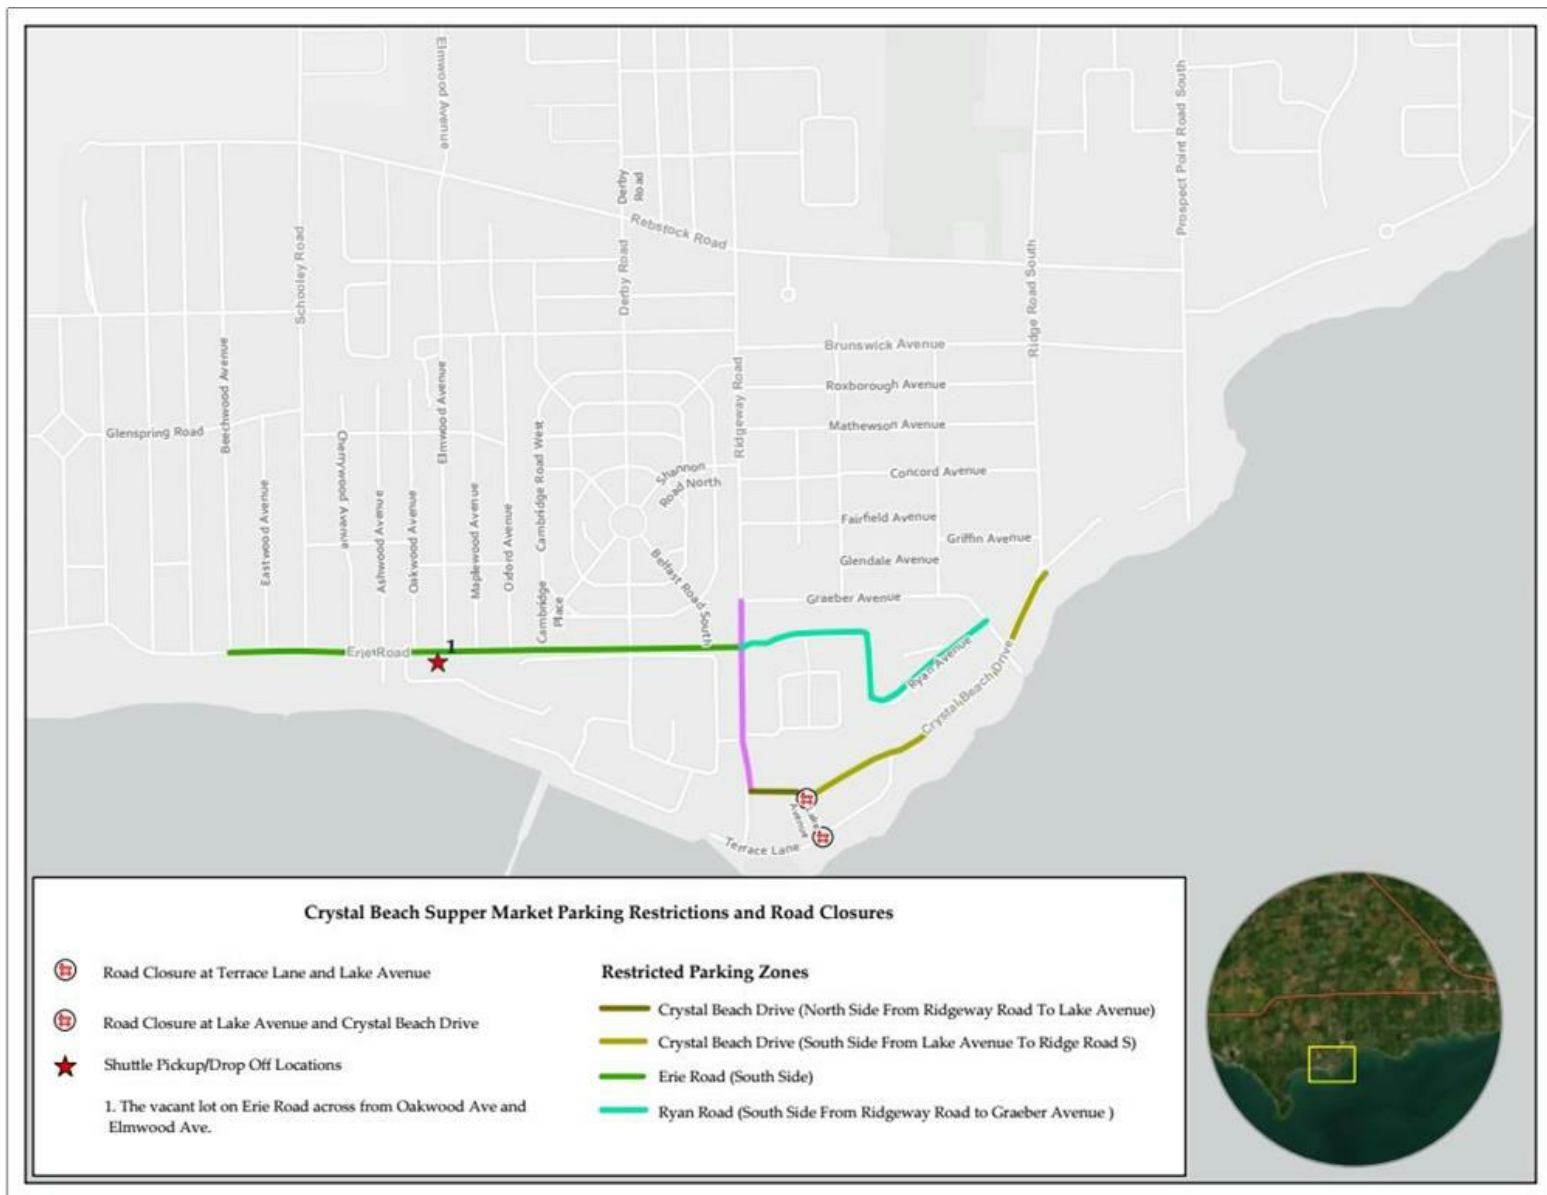 Elmwood Avenue
Prospect Point Road South
Derby
Road
Rebstock Road
Schooley Road
Derby Road
Ridge Road South
Brunswick Avenue
Beechwood Avenue
Elmwood Avenue
Ridgeway Road
Roxborough Avenue
Glenspring Road
Mathewson Avenue
Cherrywood Avenue
Cambridge Road West
Shannon
Road North
Concord Avenue
Eastwood Avenue
Ashwood Avenue
Oakwood Avenue
Maplewood Avenue
Oxford Avenue
Fairfield Avenue
Griffin Avenue
Glendale Avenue
Belfast Road South
Cambridge
Place
Graeber Avenue
1
Erie Road
Ryan Avenue
Crystal Beach Drive
Lake
Avenue
Terrace Lane
Crystal Beach Supper Market Parking Restrictions and Road Closures
Road Closure at Terrace Lane and Lake Avenue
Road Closure at Lake Avenue and Crystal Beach Drive
Shuttle Pickup/Drop Off Locations
1. The vacant lot on Erie Road across from Oakwood Ave and
Elmwood Ave.
Restricted Parking Zones
Crystal Beach Drive (North Side From Ridgeway Road To Lake Avenue)
Crystal Beach Drive (South Side From Lake Avenue To Ridge Road S)
Erie Road (South Side)
Ryan Road (South Side From Ridgeway Road to Graeber Avenue )